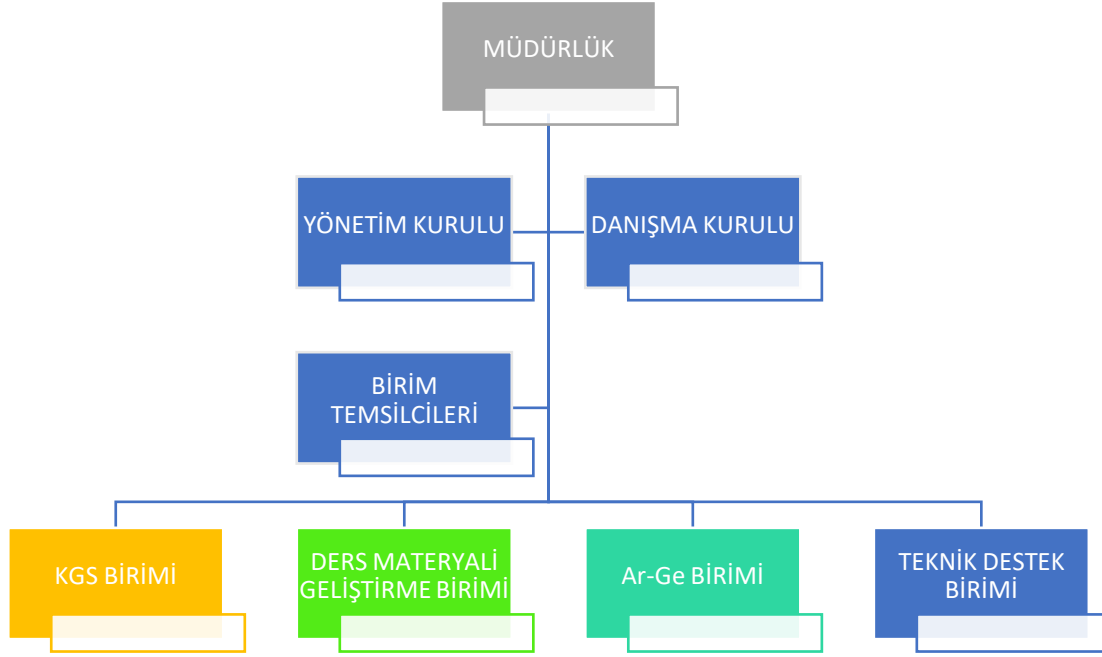 MÜDÜRLÜK
YÖNETİM KURULU
DANIŞMA KURULU
BİRİM
TEMSİLCİLERİ
KGS BİRİMİ
DERS MATERYALİ
GELİŞTİRME BİRİMİ
Ar-Ge BİRİMİ
TEKNİK DESTEK
BİRİMİ